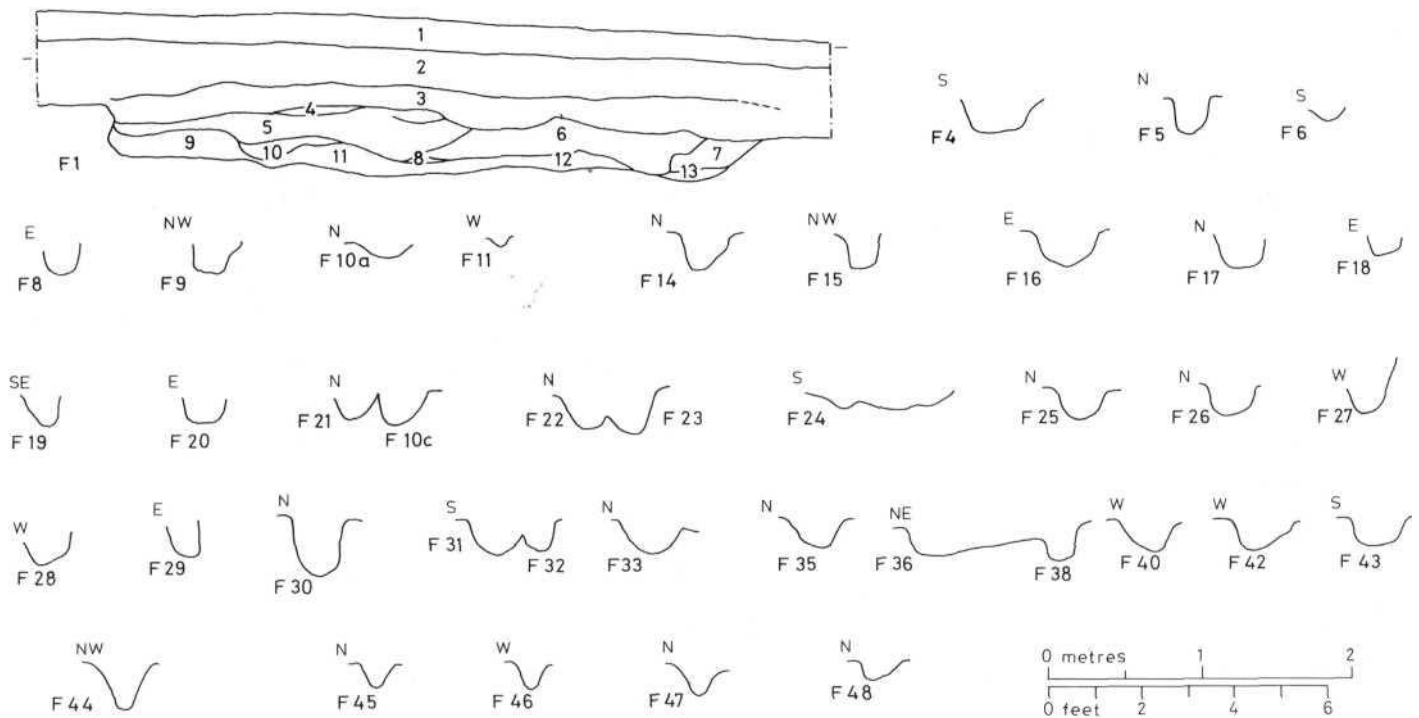 1
2
3
4
5
6
7
8
9
10
11
12
13
F1
S
F4
N
F5
S
F6
E
F8
NW
F9
N
F10a
W
F11
N
F14
NW
F15
E
F16
N
F17
E
F18
SE
F19
E
F20
N
F21
F10c
N
F22
F23
S
F24
N
F25
N
F26
W
F27
W
F28
E
F29
N
F30
S
F31
F32
N
F33
N
F35
NE
F36
F38
W
F40
W
F42
S
F43
NW
F44
N
F45
W
F46
N
F47
N
F48
0 metres 1 2
0 feet 2 4 6